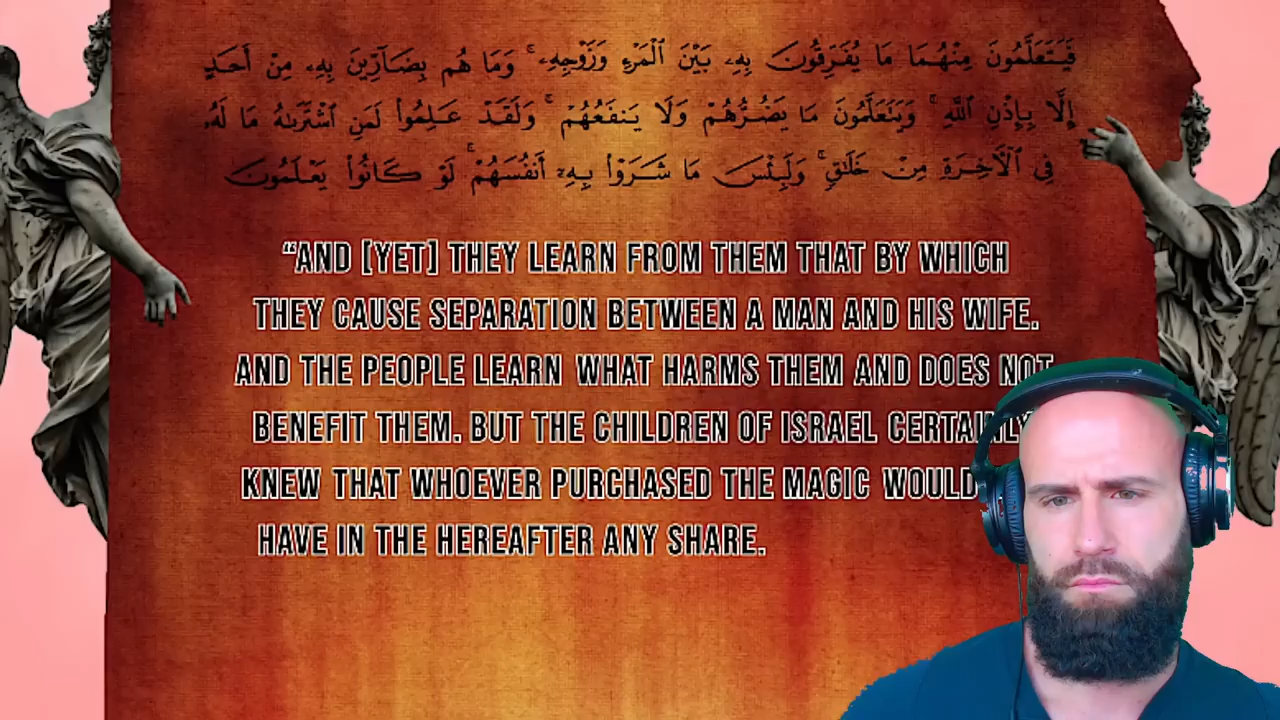 فَيَتَعَلَّمُونَ مِنْهُمَا مَا يُفَرِّقُونَ بِهِۦ بَيْنَ ٱلْمَرْءِ وَزَوْجِهِۦ ۚ وَمَا هُم بِضَآرِّينَ بِهِۦ مِنْ أَحَدٍ
إِلَّا بِإِذْنِ ٱللَّهِ ۚ وَيَتَعَلَّمُونَ مَا يَضُرُّهُمْ وَلَا يَنفَعُهُمْ ۚ وَلَقَدْ عَلِمُوا۟ لَمَنِ ٱشْتَرَىٰهُ مَا لَهُۥ
فِى ٱلْـَٔاخِرَةِ مِنْ خَلَٰقٍ ۚ وَلَبِئْسَ مَا شَرَوْا۟ بِهِۦٓ أَنفُسَهُمْ ۚ لَوْ كَانُوا۟ يَعْلَمُونَ
“AND [YET] THEY LEARN FROM THEM THAT BY WHICH
THEY CAUSE SEPARATION BETWEEN A MAN AND HIS WIFE.
AND THE PEOPLE LEARN WHAT HARMS THEM AND DOES NOT
BENEFIT THEM. BUT THE CHILDREN OF ISRAEL CERTAINLY
KNEW THAT WHOEVER PURCHASED THE MAGIC WOULD
HAVE IN THE HEREAFTER ANY SHARE.